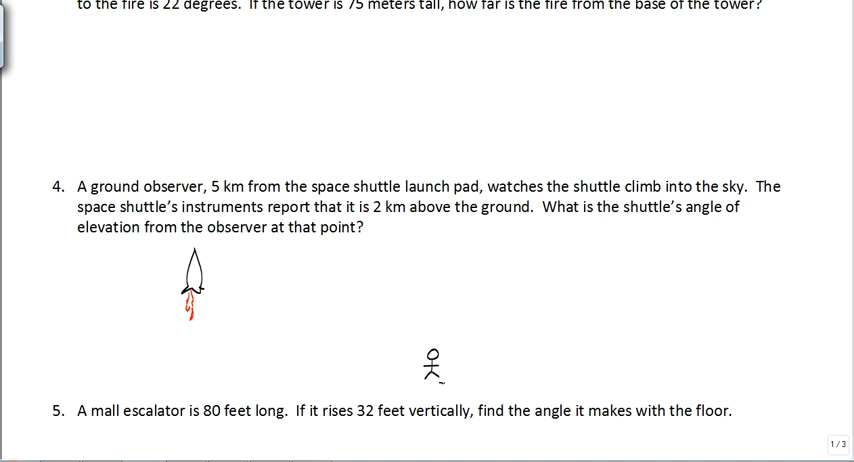 to the fire is 22 degrees. If the tower is 75 meters tall, how far is the fire from the base of the tower?
4. A ground observer, 5 km from the space shuttle launch pad, watches the shuttle climb into the sky. The
space shuttle's instruments report that it is 2 km above the ground. What is the shuttle's angle of
elevation from the observer at that point?
5. A mall escalator is 80 feet long. If it rises 32 feet vertically, find the angle it makes with the floor.
1 / 3